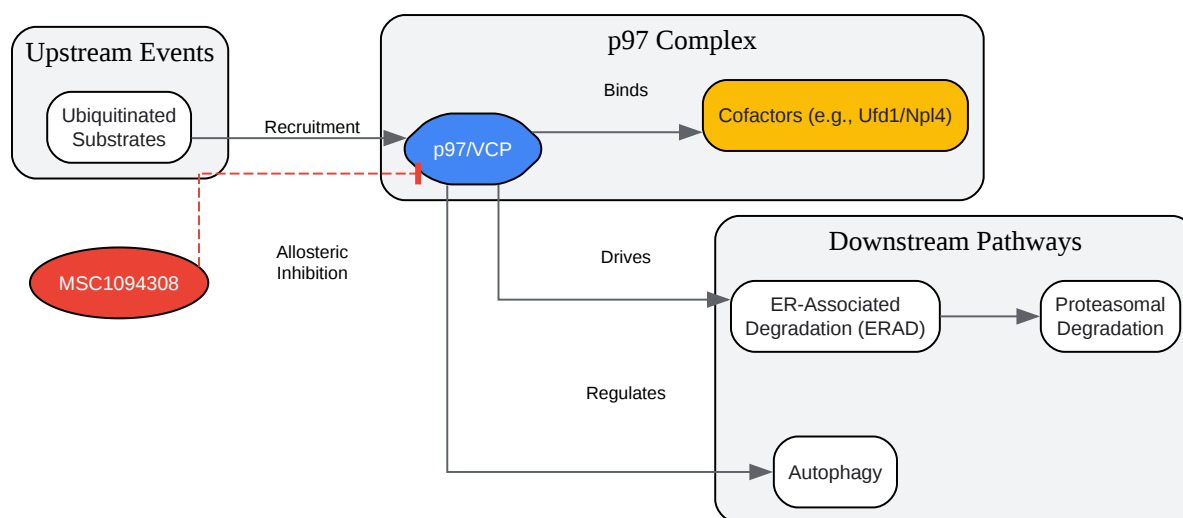 Upstream Events
Ubiquitinated
Substrates
Recruitment
p97 Complex
p97/VCP
Binds
Cofactors (e.g., Ufd1/Npl4)
MSC1094308
Allosteric
Inhibition
Downstream Pathways
Drives
ER-Associated
Degradation (ERAD)
Proteasomal
Degradation
Regulates
Autophagy